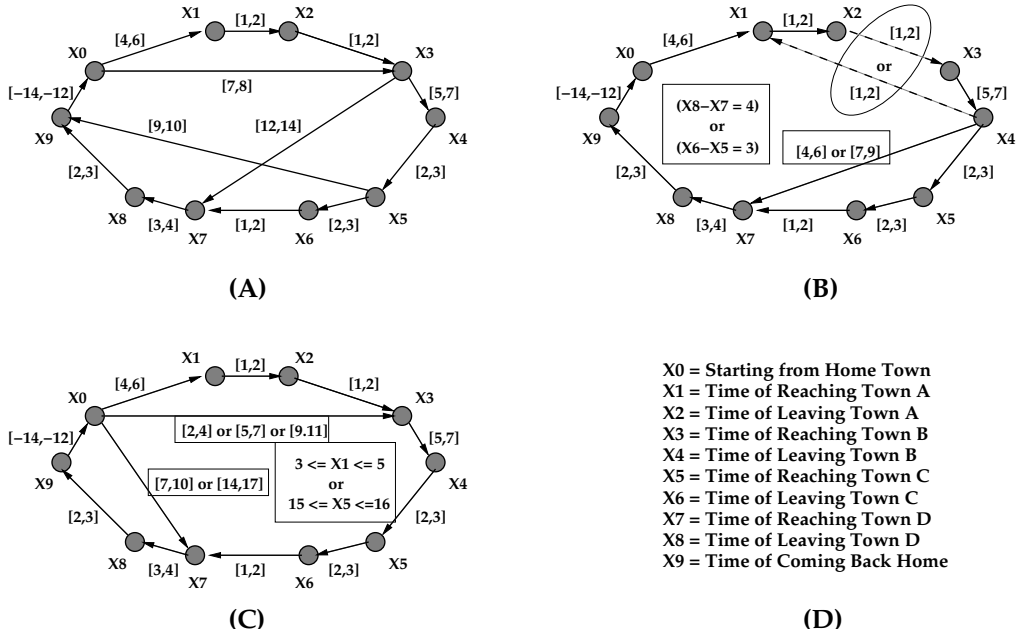 X1
[1,2]
X2
[4,6]
[1,2]
X0
X3
[7,8]
[−14,−12]
[5,7]
[9,10]
[12,14]
X9
X4
[2,3]
[2,3]
X8
[3,4]
X7
[1,2]
X6
[2,3]
X5
(A)
X1
[1,2]
X2
[4,6]
[1,2]
X0
X3
or
[−14,−12]
[1,2]
[5,7]
(X8−X7 = 4)
or
(X6−X5 = 3)
X9
X4
[4,6] or [7,9]
[2,3]
[2,3]
X8
[3,4]
X7
[1,2]
X6
[2,3]
X5
(B)
X1
[1,2]
X2
[4,6]
[1,2]
X0
X3
[2,4] or [5,7] or [9.11]
[−14,−12]
[5,7]
3 <= X1 <= 5
or
15 <= X5 <=16
[7,10] or [14,17]
X9
X4
[2,3]
[2,3]
X8
[3,4]
X7
[1,2]
X6
[2,3]
X5
(C)
X0 = Starting from Home Town
X1 = Time of Reaching Town A
X2 = Time of Leaving Town A
X3 = Time of Reaching Town B
X4 = Time of Leaving Town B
X5 = Time of Reaching Town C
X6 = Time of Leaving Town C
X7 = Time of Reaching Town D
X8 = Time of Leaving Town D
X9 = Time of Coming Back Home
(D)